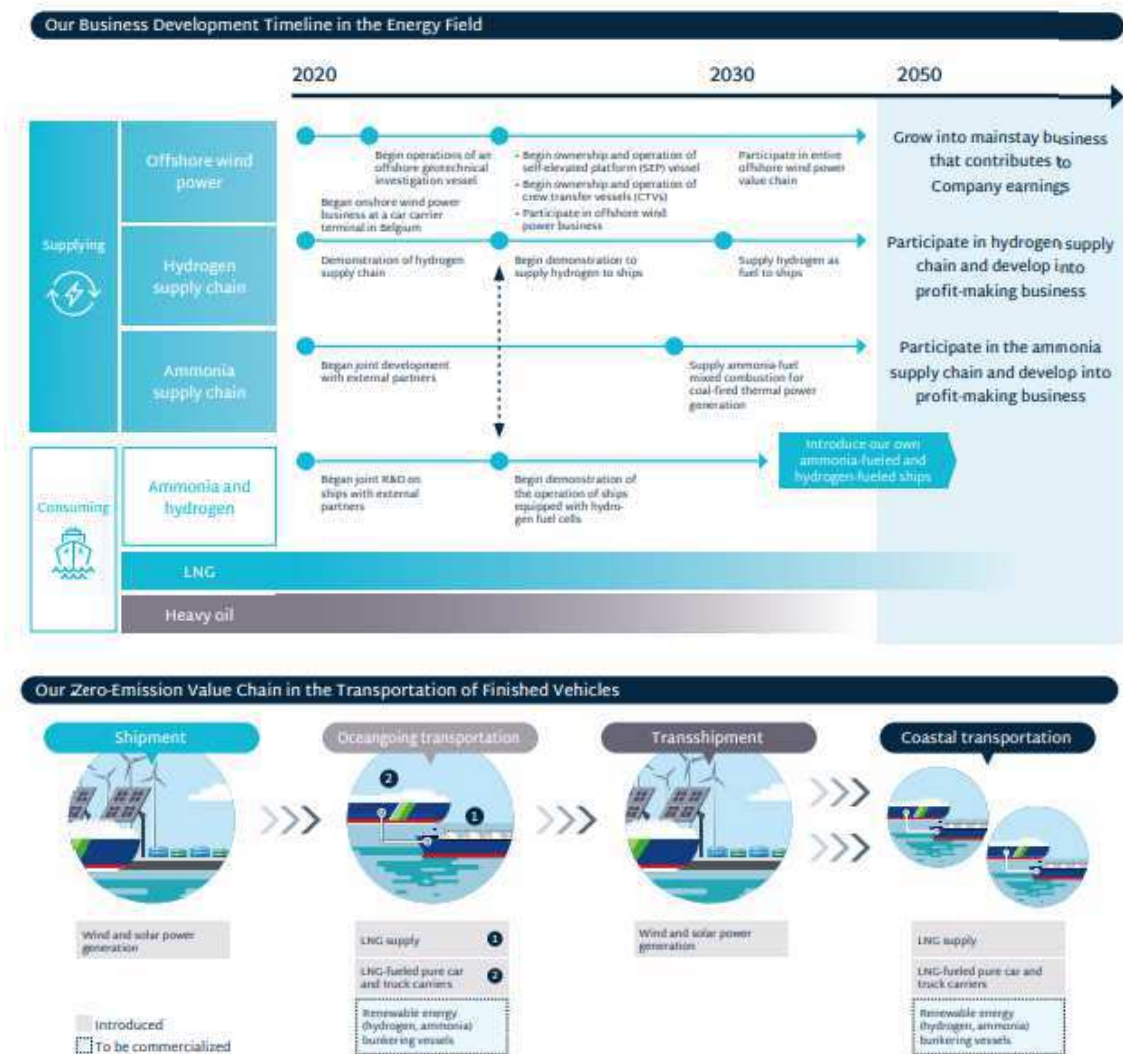 Our Business Development Timeline in the Energy Field
2020
2030
2050
Supplying
Offshore wind
power
Begin operations of an
offshore geotechnical
investigation vessel
Began onshore wind power
business at a car carrier
terminal in Belgium
• Begin ownership and operation of
self-elevated platform (SEP) vessel
• Begin ownership and operation of
crew transfer vessels (CTVs)
• Participate in offshore wind
power business
Participate in entire
offshore wind power
value chain
Grow into mainstay business
that contributes to
Company earnings
Hydrogen
supply chain
Demonstration of hydrogen
supply chain
Begin demonstration to
supply hydrogen to ships
Supply hydrogen as
fuel to ships
Participate in hydrogen supply
chain and develop into
profit-making business
Ammonia
supply chain
Began joint development
with external partners
Supply ammonia-fuel
mixed combustion for
coal-fired thermal power
generation
Participate in the ammonia
supply chain and develop into
profit-making business
Consuming
Ammonia and
hydrogen
Began joint R&D on
ships with external
partners
Begin demonstration of
the operation of ships
equipped with hydro-
gen fuel cells
Introduce our own
ammonia-fueled and
hydrogen-fueled ships
LNG
Heavy oil
Our Zero-Emission Value Chain in the Transportation of Finished Vehicles
Shipment
Oceangoing transportation
Transshipment
Coastal transportation
2
1
Wind and solar power
generation
LNG supply 1
LNG-fueled pure car
and truck carriers 2
Renewable energy
(hydrogen, ammonia)
bunkering vessels
Wind and solar power
generation
LNG supply
LNG-fueled pure car and
truck carriers
Renewable energy
(hydrogen, ammonia)
bunkering vessels
Introduced
To be commercialized